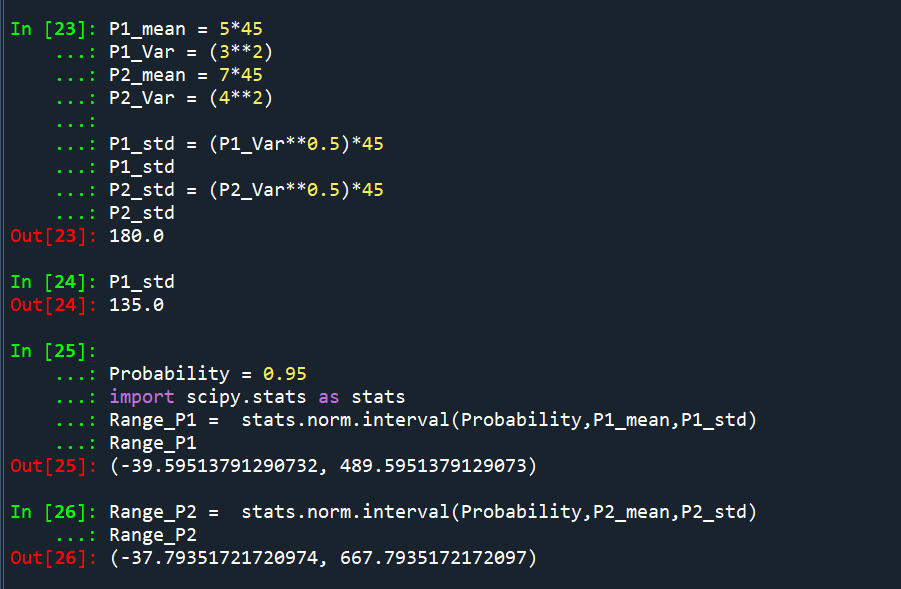 In [23]: P1_mean = 5*45
...: P1_Var = (3**2)
...: P2_mean = 7*45
...: P2_Var = (4**2)
...:
...: P1_std = (P1_Var**0.5)*45
...: P1_std
...: P2_std = (P2_Var**0.5)*45
...: P2_std
Out[23]: 180.0
In [24]: P1_std
Out[24]: 135.0
In [25]:
...: Probability = 0.95
...: import scipy.stats as stats
...: Range_P1 =  stats.norm.interval(Probability,P1_mean,P1_std)
...: Range_P1
Out[25]: (-39.59513791290732, 489.5951379129073)
In [26]: Range_P2 =  stats.norm.interval(Probability,P2_mean,P2_std)
...: Range_P2
Out[26]: (-37.79351721720974, 667.7935172172097)